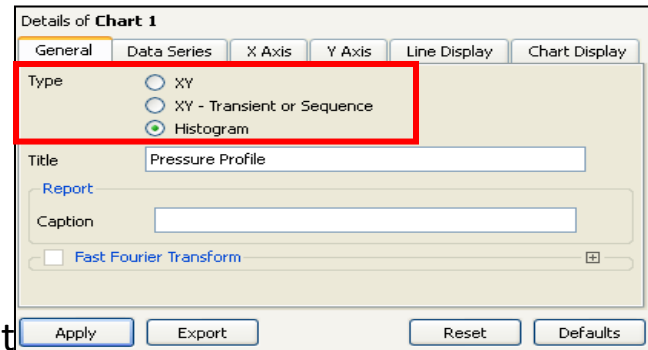 Details of Chart 1
General Data Series X Axis Y Axis Line Display Chart Display
Type XY
XY - Transient or Sequence
Histogram
Title Pressure Profile
Report
Caption
Fast Fourier Transform
t Apply Export Reset Defaults